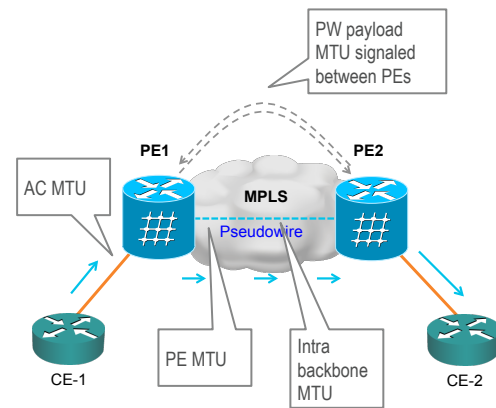 PW payload
MTU signaled
between PEs
PE1
PE2
AC MTU
MPLS
Pseudowire
PE MTU
Intra
backbone
MTU
CE-1
CE-2